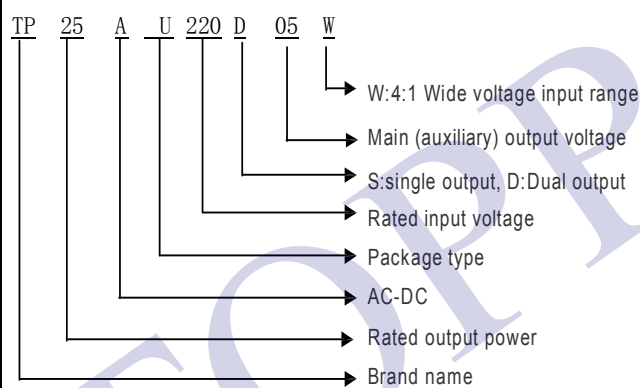 TP 25 A U 220 D 05 W
W:4:1 Wide voltage input range
Main (auxiliary) output voltage
S:single output, D:Dual output
Rated input voltage
Package type
AC-DC
Rated output power
Brand name
TOPP